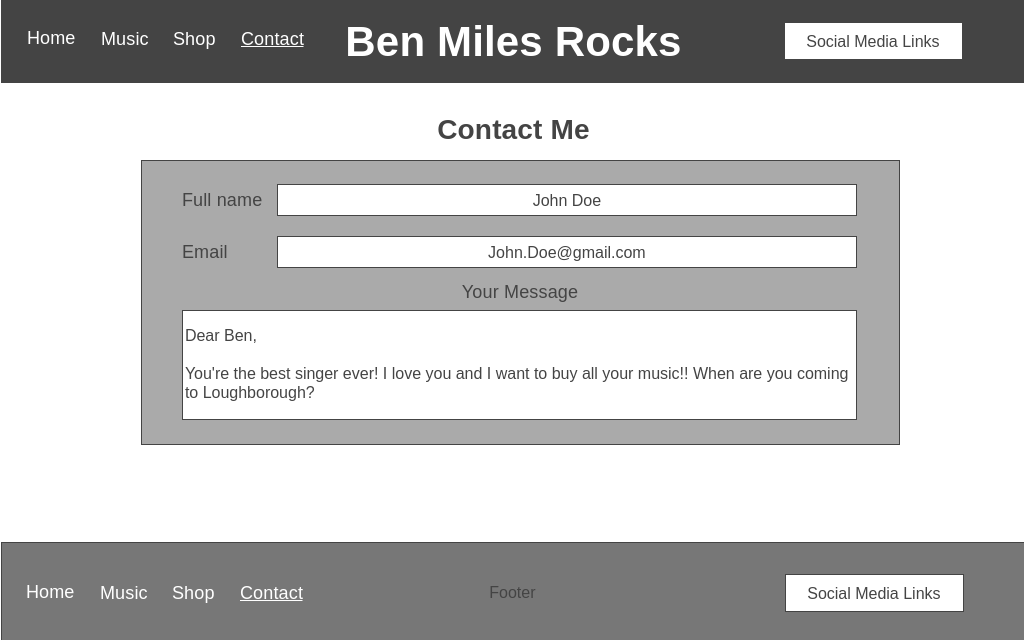 Home Music Shop Contact Ben Miles Rocks Social Media Links
Contact Me
Full name John Doe
Email John.Doe@gmail.com
Your Message
Dear Ben,
You're the best singer ever! I love you and I want to buy all your music!! When are you coming
to Loughborough?
Home Music Shop Contact Footer Social Media Links